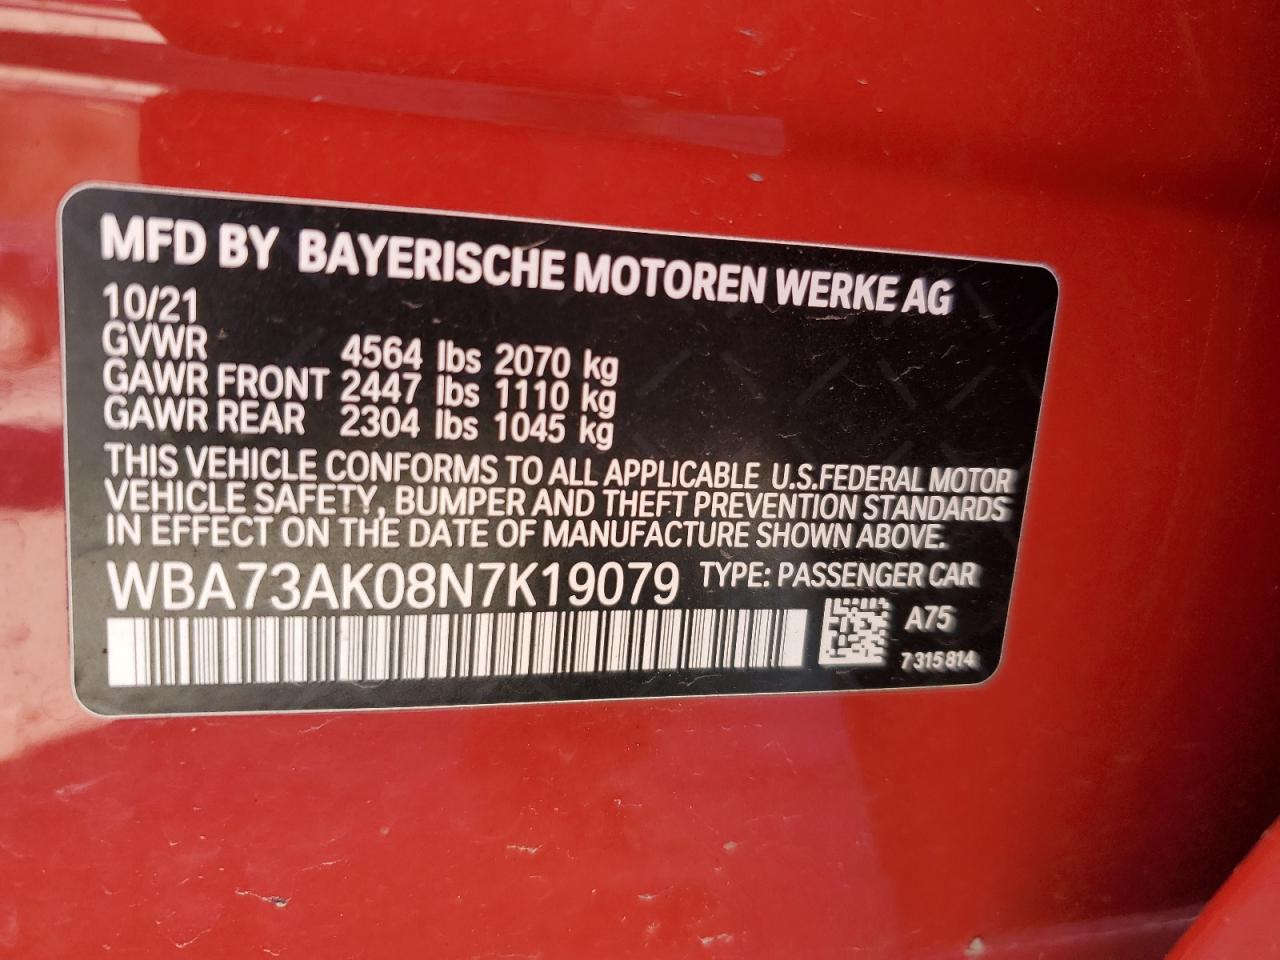 MFD BY BAYERISCHE MOTOREN WERKE AG
10/21
GVWR 4564 lbs 2070 kg
GAWR FRONT 2447 lbs 1110 kg
GAWR REAR 2304 lbs 1045 kg
THIS VEHICLE CONFORMS TO ALL APPLICABLE U.S.FEDERAL MOTOR
VEHICLE SAFETY, BUMPER AND THEFT PREVENTION STANDARDS
IN EFFECT ON THE DATE OF MANUFACTURE SHOWN ABOVE.
WBA73AK08N7K19079 TYPE: PASSENGER CAR
A75
7 315 814